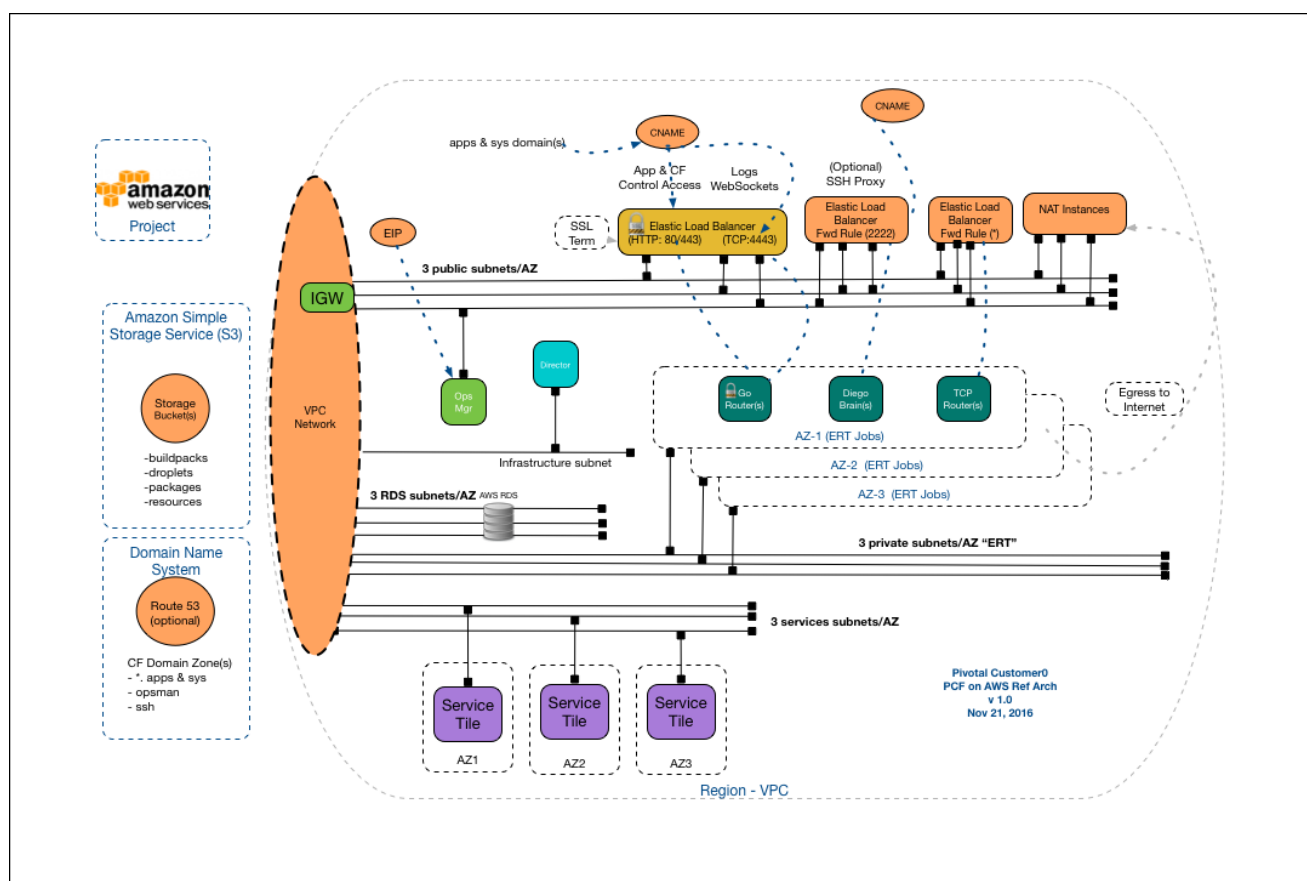 amazon
web services
Project
Amazon Simple
Storage Service (S3)
Storage
Bucket(s)
-buildpacks
-droplets
-packages
-resources
Domain Name
System
Route 53
(optional)
CF Domain Zone(s)
- *. apps & sys
- opsman
- ssh
VPC
Network
IGW
EIP
apps & sys domain(s)
CNAME
CNAME
App & CF
Control Access
Logs
WebSockets
(Optional)
SSH Proxy
SSL
Term
Elastic Load Balancer
(HTTP: 80/443) (TCP:4443)
Elastic Load
Balancer
Fwd Rule (2222)
Elastic Load
Balancer
Fwd Rule (*)
NAT Instances
3 public subnets/AZ
Ops
Mgr
Director
Infrastructure subnet
Go
Router(s)
Diego
Brain(s)
TCP
Router(s)
AZ-1 (ERT Jobs)
AZ-2 (ERT Jobs)
AZ-3 (ERT Jobs)
Egress to
Internet
3 RDS subnets/AZ
AWS RDS
3 private subnets/AZ “ERT”
3 services subnets/AZ
Service
Tile
AZ1
Service
Tile
AZ2
Service
Tile
AZ3
Pivotal Customer0
PCF on AWS Ref Arch
v 1.0
Nov 21, 2016
Region - VPC